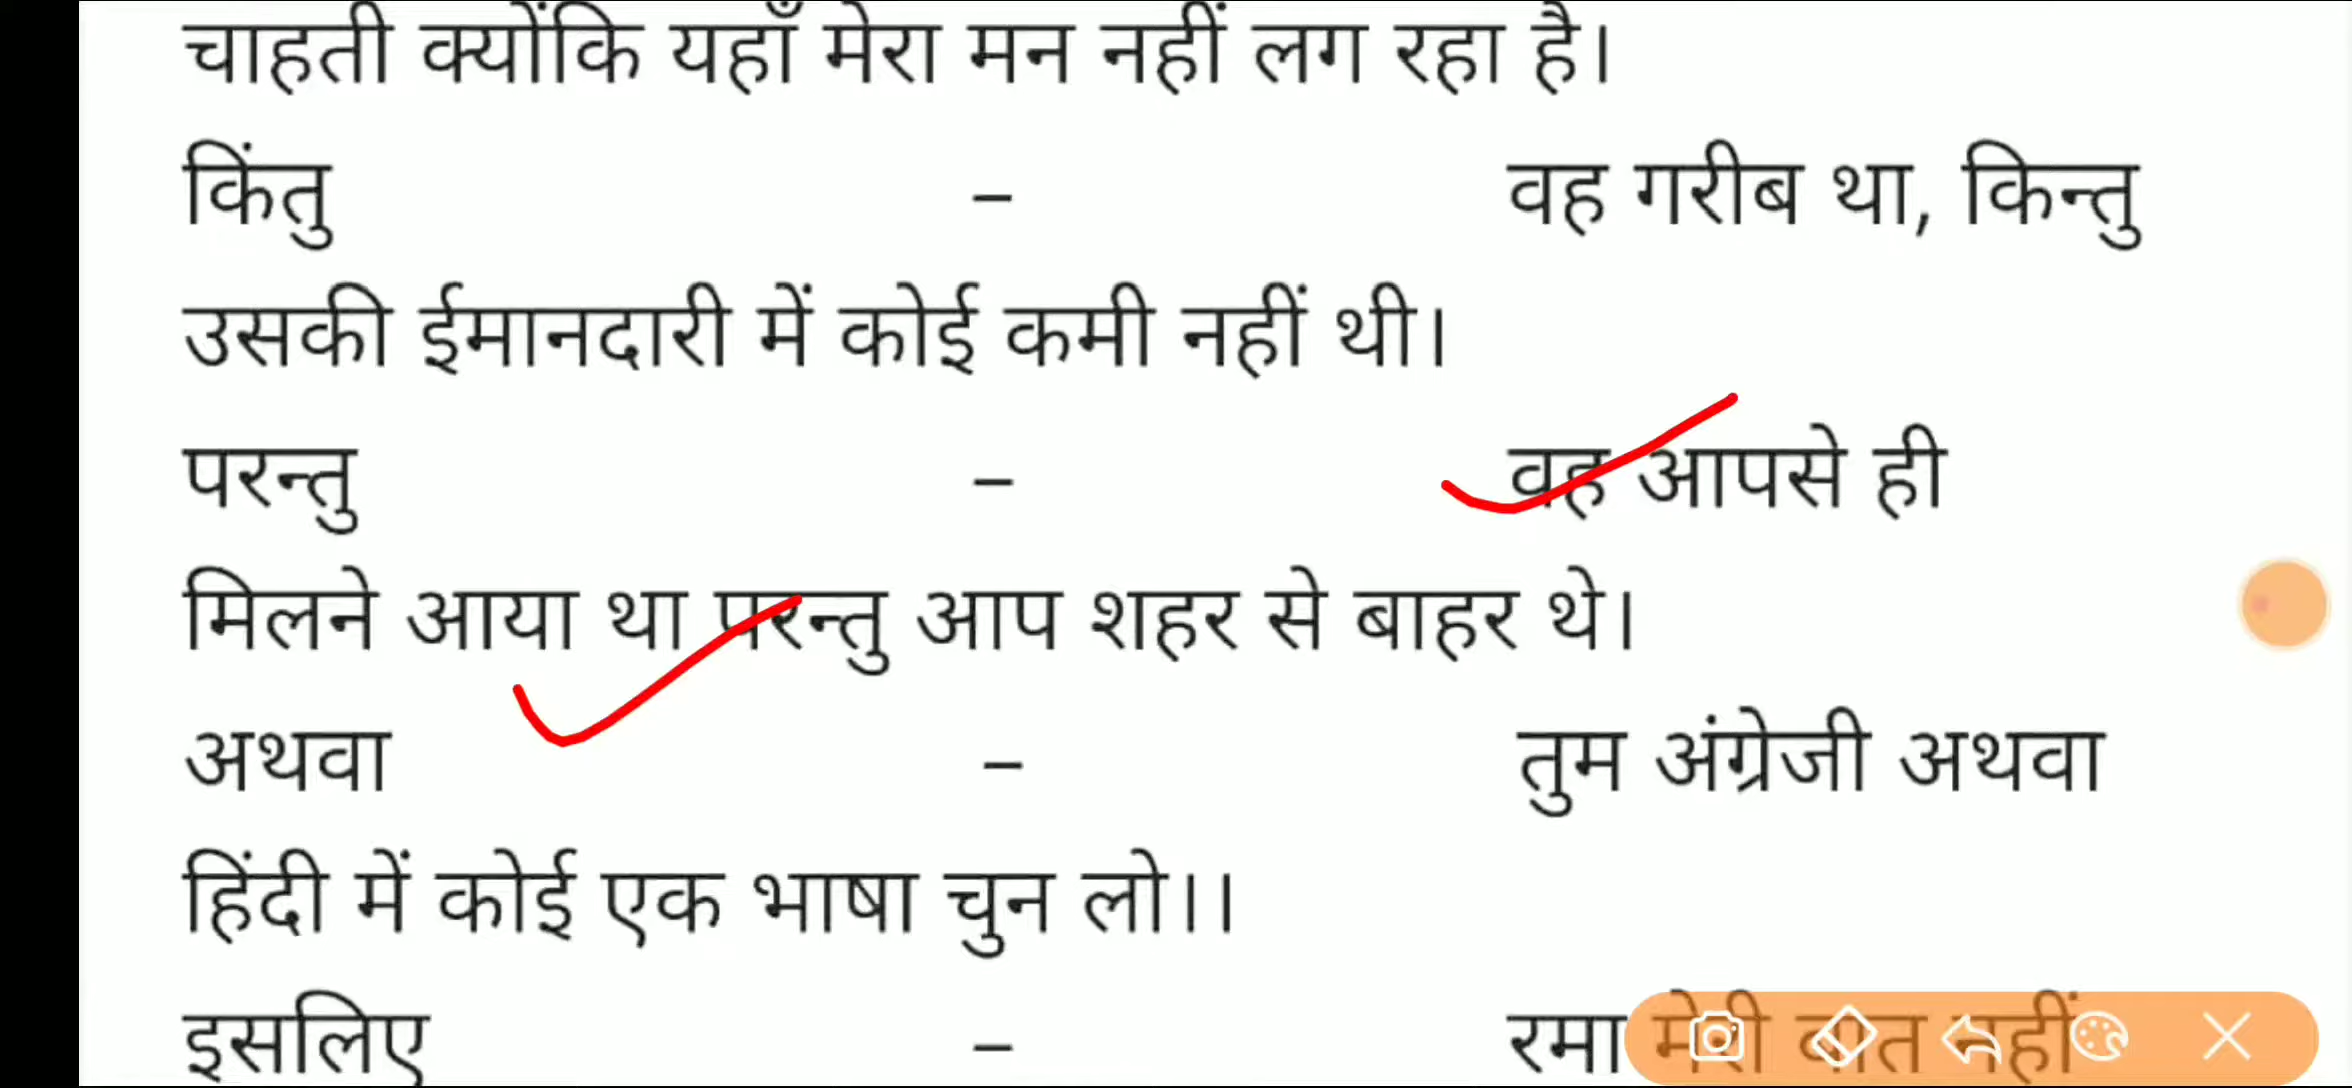 चाहती क्योंकि यहाँ मेरा मन नहीं लग रहा है।
किंतु – वह गरीब था, किन्तु
उसकी ईमानदारी में कोई कमी नहीं थी।
परन्तु – वह आपसे ही
मिलने आया था परन्तु आप शहर से बाहर थे।
अथवा – तुम अंग्रेजी अथवा
हिंदी में कोई एक भाषा चुन लो।।
इसलिए – रमा मेरी बात नहीं